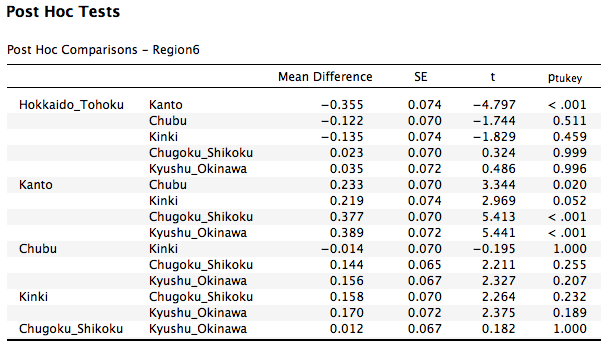 Post Hoc Tests
Post Hoc Comparisons – Region6
Mean Difference SE t ptukey
Hokkaido_Tohoku Kanto −0.355 0.074 −4.797 < .001
Chubu −0.122 0.070 −1.744 0.511
Kinki −0.135 0.074 −1.829 0.459
Chugoku_Shikoku 0.023 0.070 0.324 0.999
Kyushu_Okinawa 0.035 0.072 0.486 0.996
Kanto Chubu 0.233 0.070 3.344 0.020
Kinki 0.219 0.074 2.969 0.052
Chugoku_Shikoku 0.377 0.070 5.413 < .001
Kyushu_Okinawa 0.389 0.072 5.441 < .001
Chubu Kinki −0.014 0.070 −0.195 1.000
Chugoku_Shikoku 0.144 0.065 2.211 0.255
Kyushu_Okinawa 0.156 0.067 2.327 0.207
Kinki Chugoku_Shikoku 0.158 0.070 2.264 0.232
Kyushu_Okinawa 0.170 0.072 2.375 0.189
Chugoku_Shikoku Kyushu_Okinawa 0.012 0.067 0.182 1.000